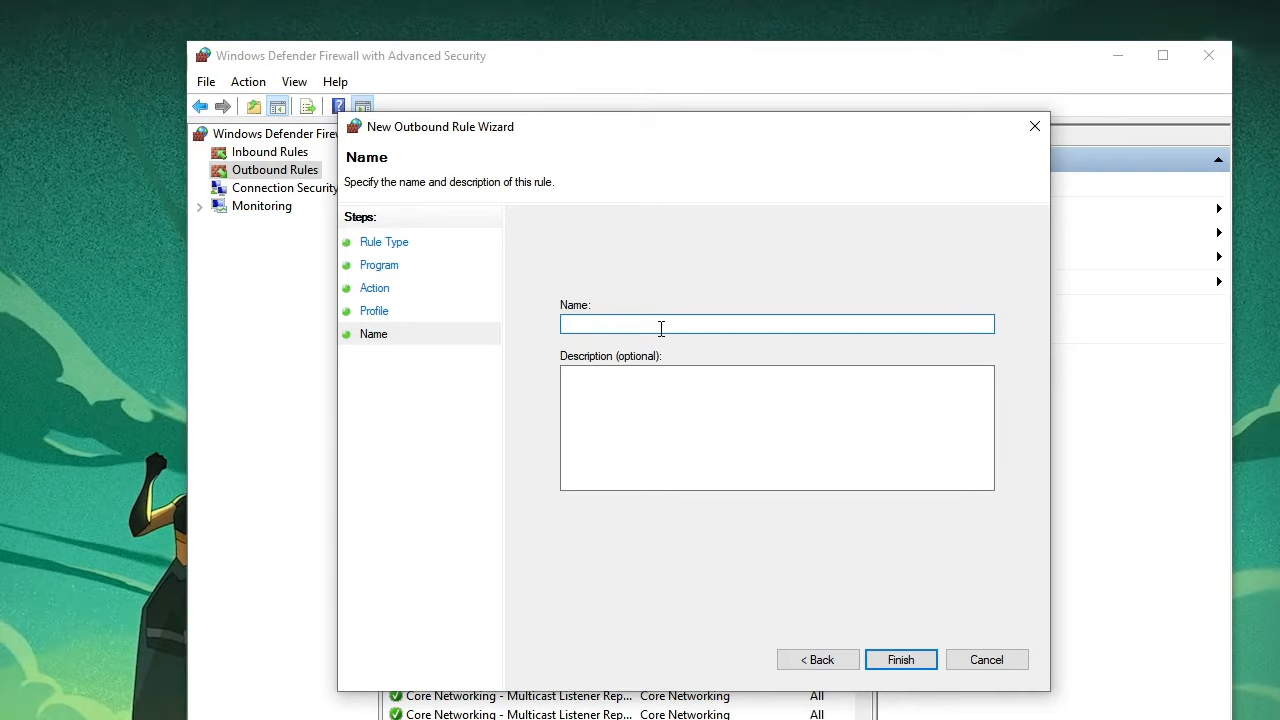 Windows Defender Firewall with Advanced Security
File Action View Help
New Outbound Rule Wizard
Windows Defender Firew
Inbound Rules
Outbound Rules
Connection Security
Monitoring
Name
Specify the name and description of this rule.
Steps:
Rule Type
Program
Action
Profile
Name
Name:
Description (optional):
< Back Finish Cancel
Core Networking - Multicast Listener Rep... Core Networking All
Core Networking - Multicast Listener Rep... Core Networking All